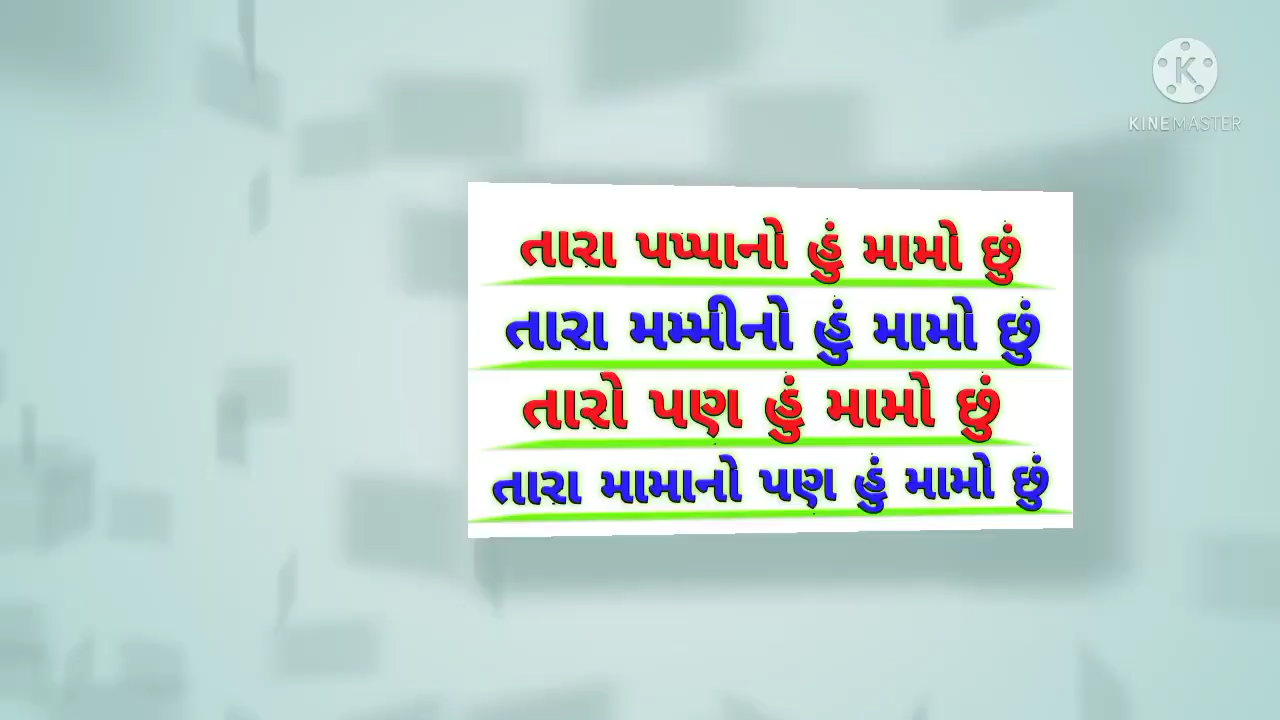 KINEMASTER
તારા પપ્પાનો હું મામો છું
તારા મમ્મીનો હું મામો છું
તારો પણ હું મામો છું
તારા મામાનો પણ હું મામો છું